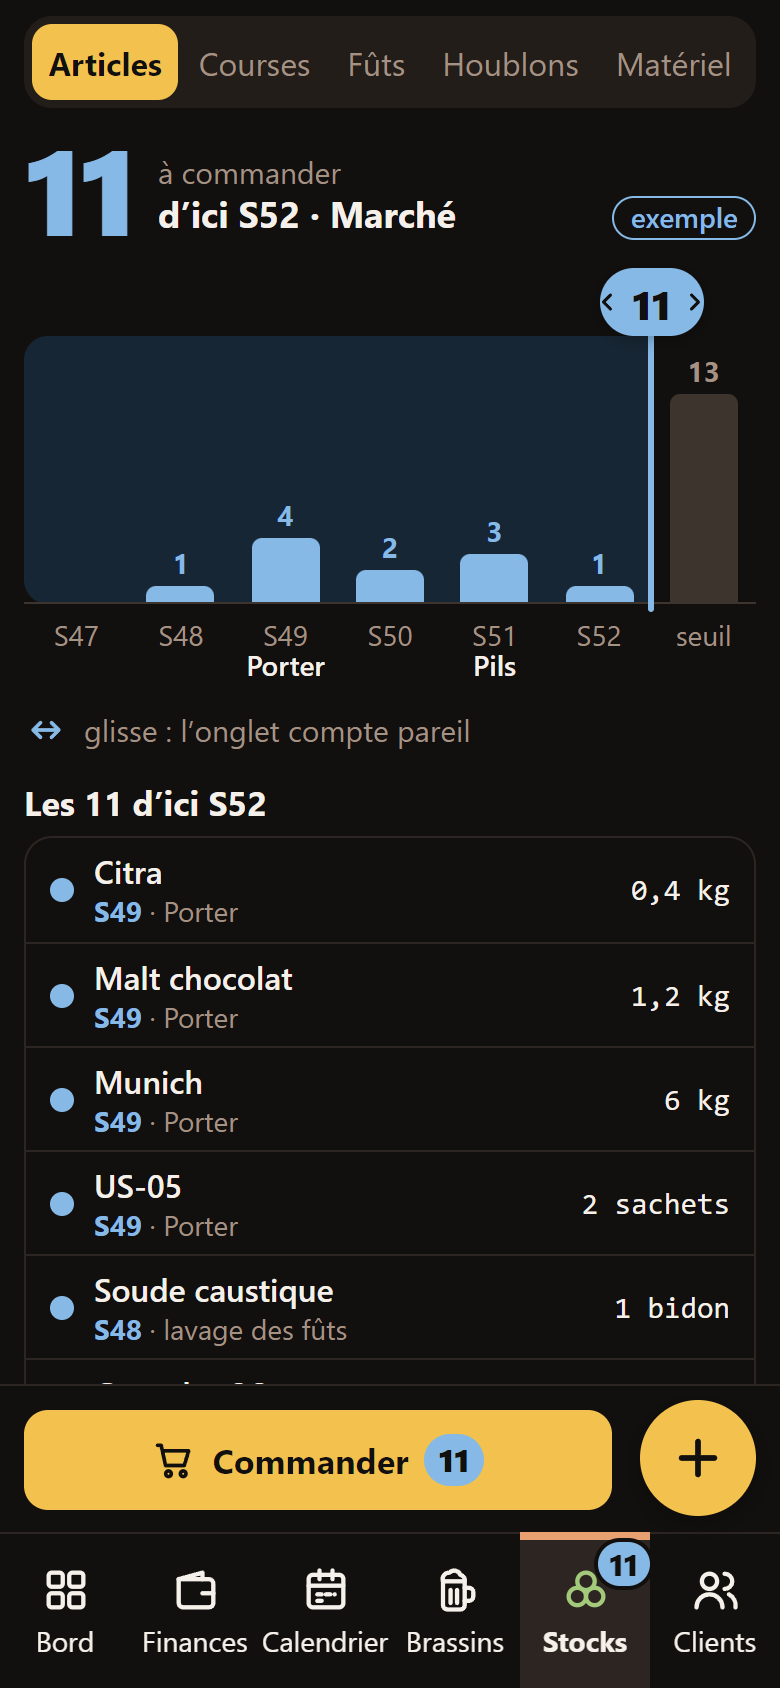 Articles Courses Fûts Houblons Matériel
11
à commander
d’ici S52 · Marché
exemple
11
13
4
3
2
1
1
S47 S48 S49 S50 S51 S52 seuil
Porter Pils
glisse : l’onglet compte pareil
Les 11 d’ici S52
Citra
S49 · Porter
0,4 kg
Malt chocolat
S49 · Porter
1,2 kg
Munich
S49 · Porter
6 kg
US-05
S49 · Porter
2 sachets
Soude caustique
S48 · lavage des fûts
1 bidon
Commander 11
11
Bord Finances Calendrier Brassins Stocks Clients